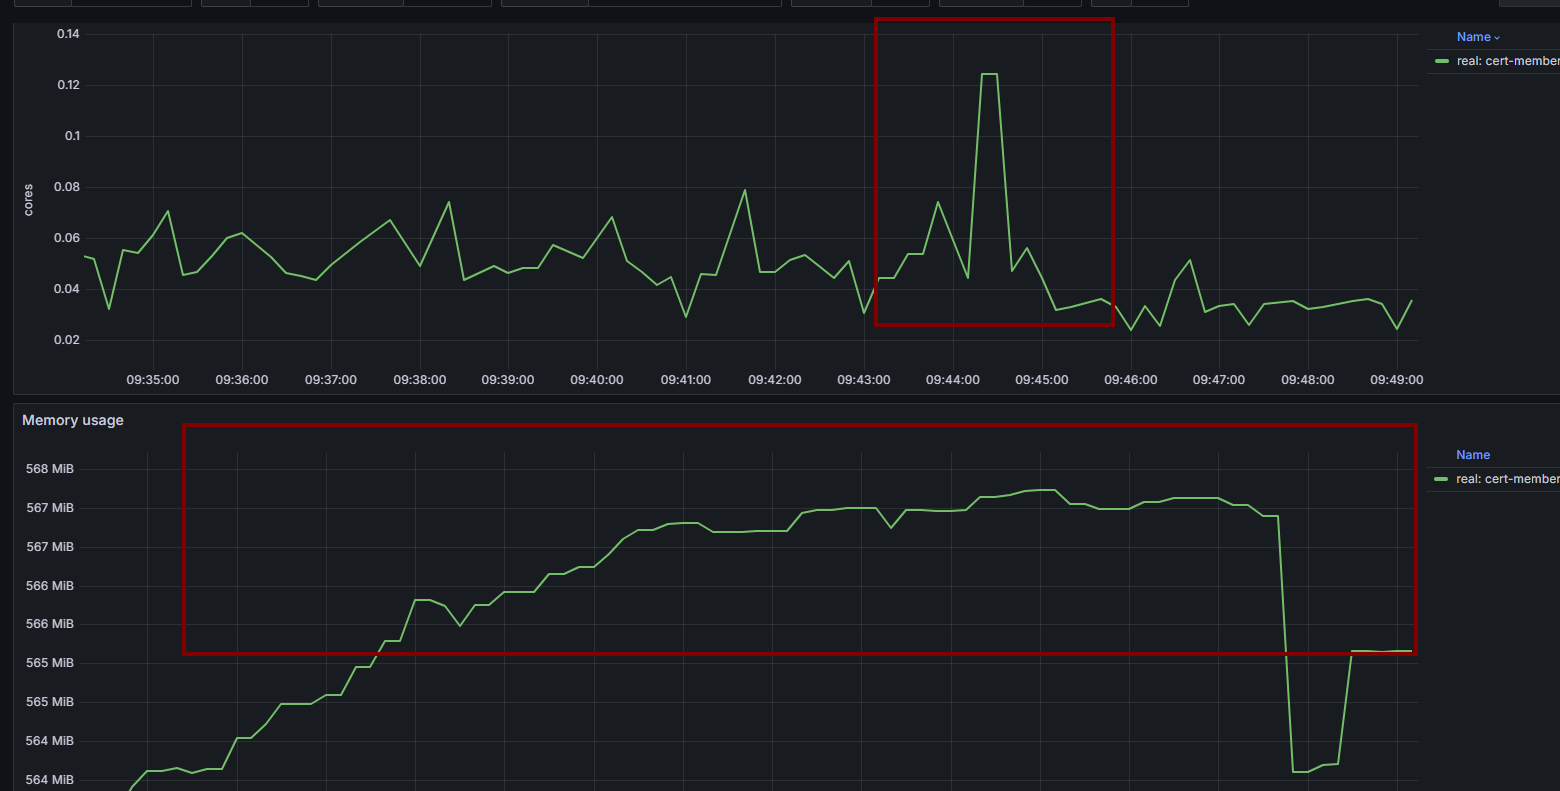 0.14
Name
real: cert-member
0.12
0.1
0.08
cores
0.06
0.04
0.02
09:35:00 09:36:00 09:37:00 09:38:00 09:39:00 09:40:00 09:41:00 09:42:00 09:43:00 09:44:00 09:45:00 09:46:00 09:47:00 09:48:00 09:49:00
Memory usage
Name
568 MiB
real: cert-member
567 MiB
567 MiB
566 MiB
566 MiB
565 MiB
565 MiB
564 MiB
564 MiB